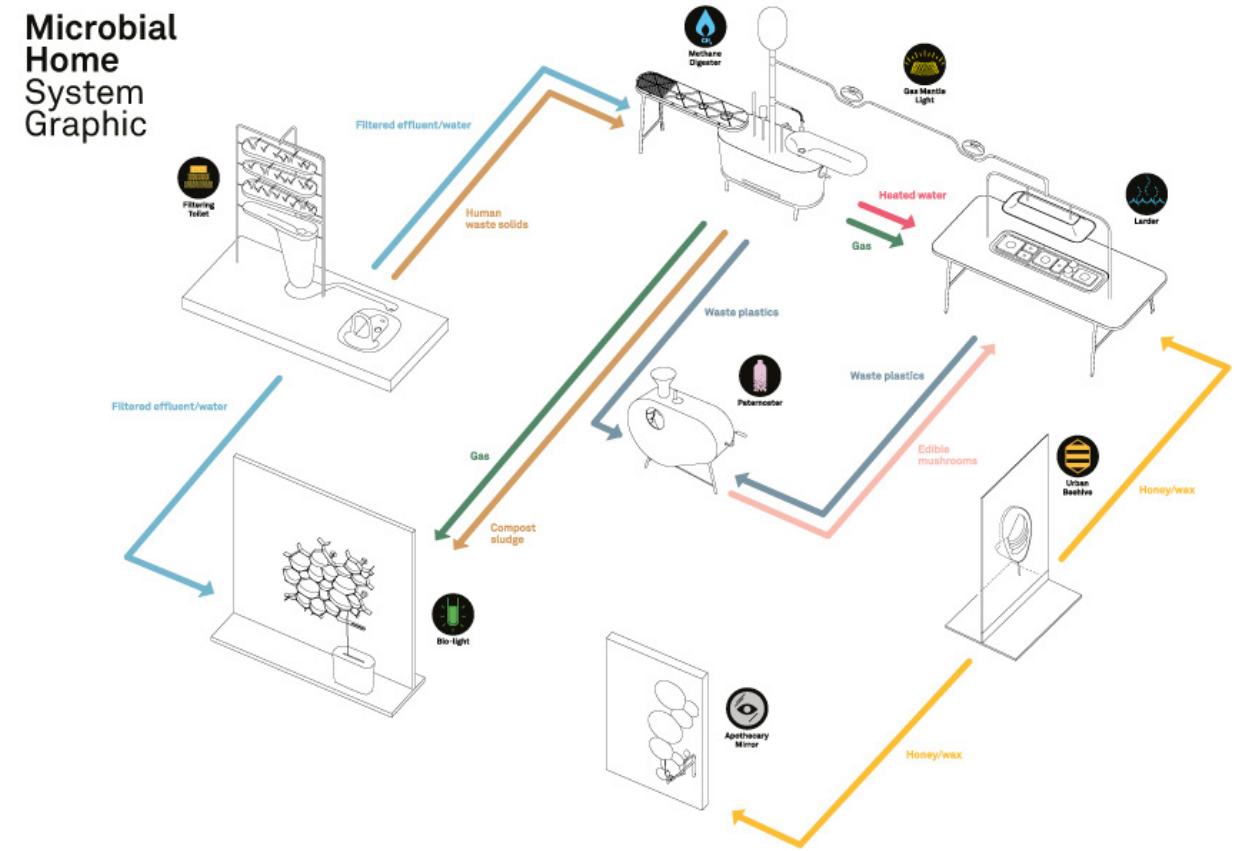 Microbial
Home
System
Graphic
CH₄
Methane
Digester
Gas Mantle
Light
Filtered effluent/water
Filtering
Toilet
Human
waste solids
Heated water
Gas
Larder
Waste plastics
Filtered effluent/water
Paternoster
Waste plastics
Gas
Edible
mushrooms
Urban
Beehive
Honey/wax
Compost
sludge
Bio-light
Apothecary
Mirror
Honey/wax